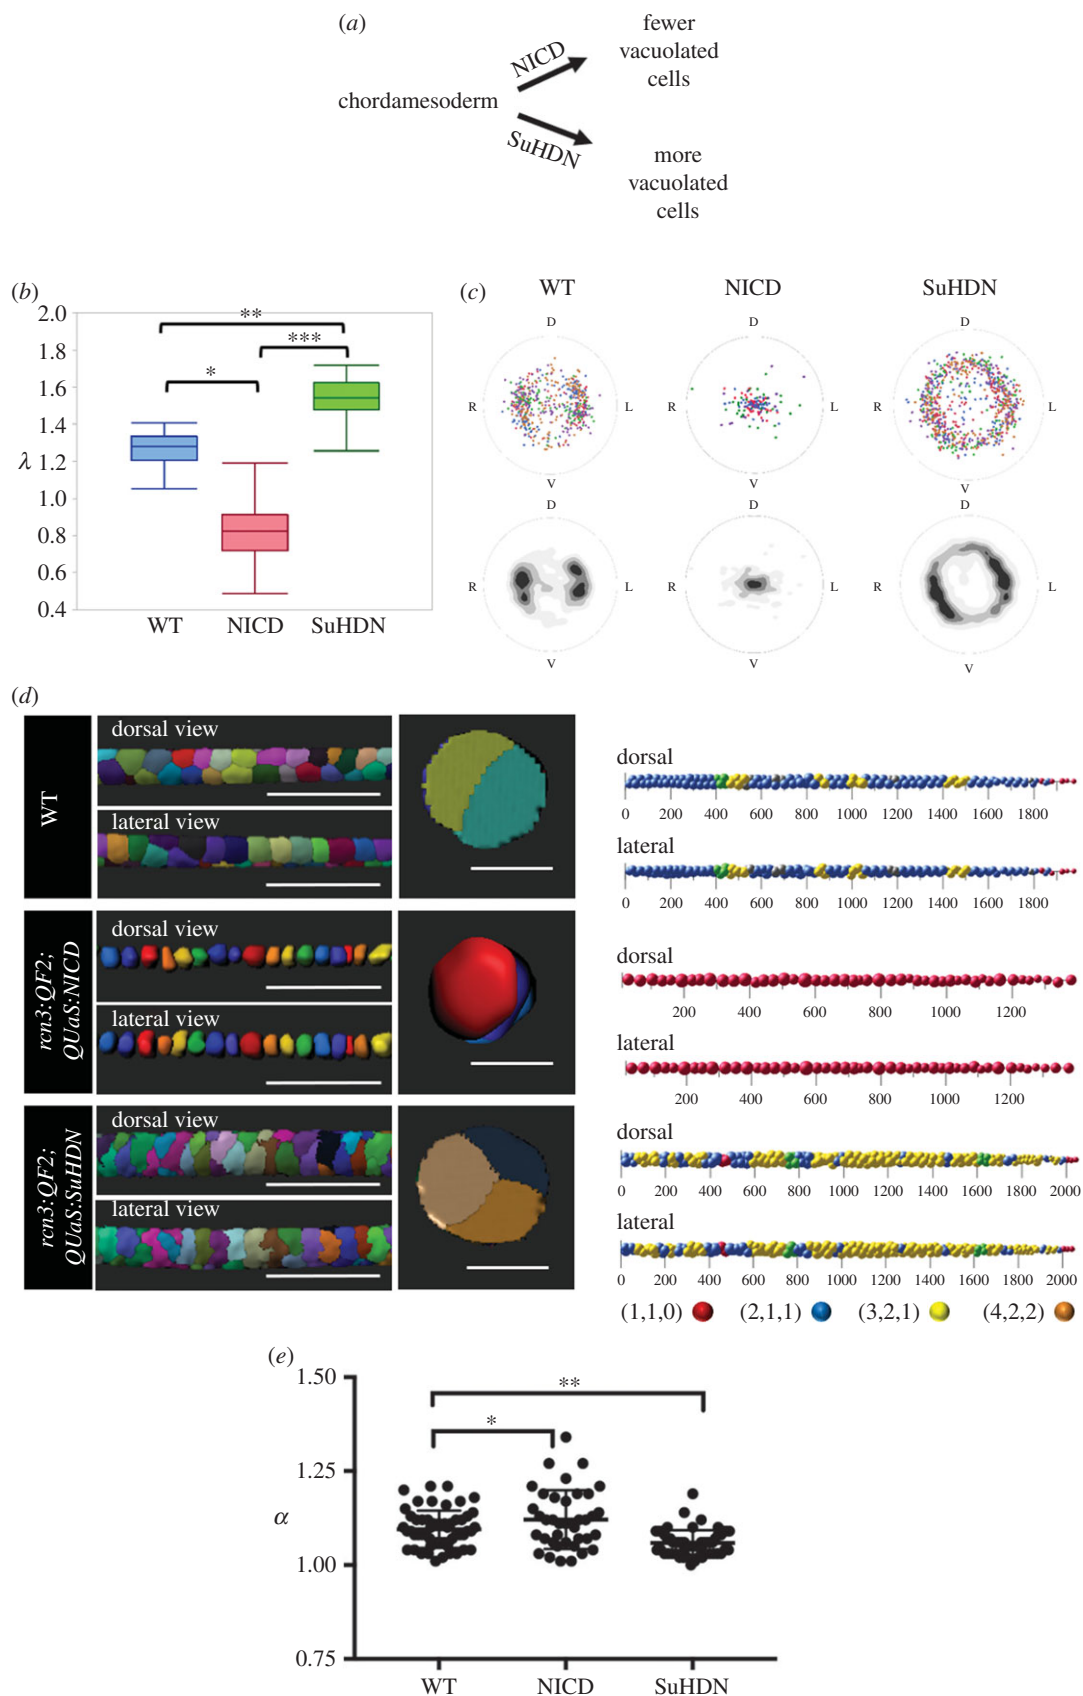 (a)
fewer
vacuolated
cells
NICD
chordamesoderm
SuHDN
more
vacuolated
cells
(b)
2.0
1.8
1.6
1.4
1.2
1.0
0.8
0.6
0.4
λ
**
***
*
WT NICD SuHDN
(c)
WT NICD SuHDN
D D D
R L R L R L
V V V
D D D
R L R L R L
V V V
(d)
WT
dorsal view
lateral view
dorsal
0 200 400 600 800 1000 1200 1400 1600 1800
lateral
0 200 400 600 800 1000 1200 1400 1600 1800
rcn3:QF2;
QUaS:NICD
dorsal view
lateral view
dorsal
200 400 600 800 1000 1200
lateral
200 400 600 800 1000 1200
rcn3:QF2;
QUaS:SuHDN
dorsal view
lateral view
dorsal
0 200 400 600 800 1000 1200 1400 1600 1800 2000
lateral
0 200 400 600 800 1000 1200 1400 1600 1800 2000
(1,1,0) (2,1,1) (3,2,1) (4,2,2)
(e)
1.50
1.25
1.00
0.75
α
**
*
WT NICD SuHDN